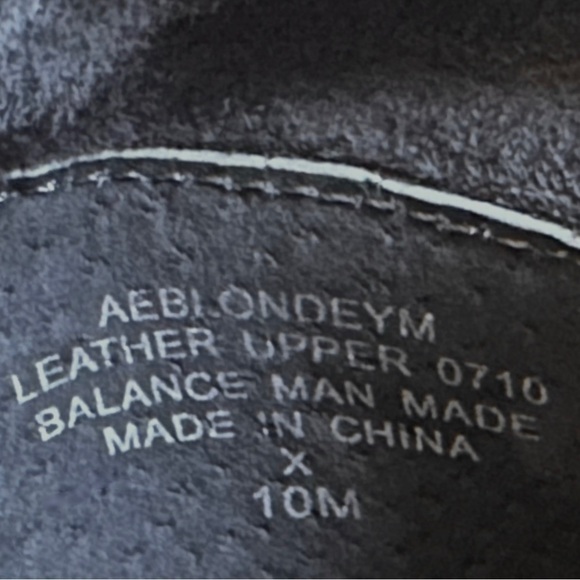 AEBLONDEYM
LEATHER UPPER 0710
BALANCE MAN MADE
MADE IN CHINA
X
10M